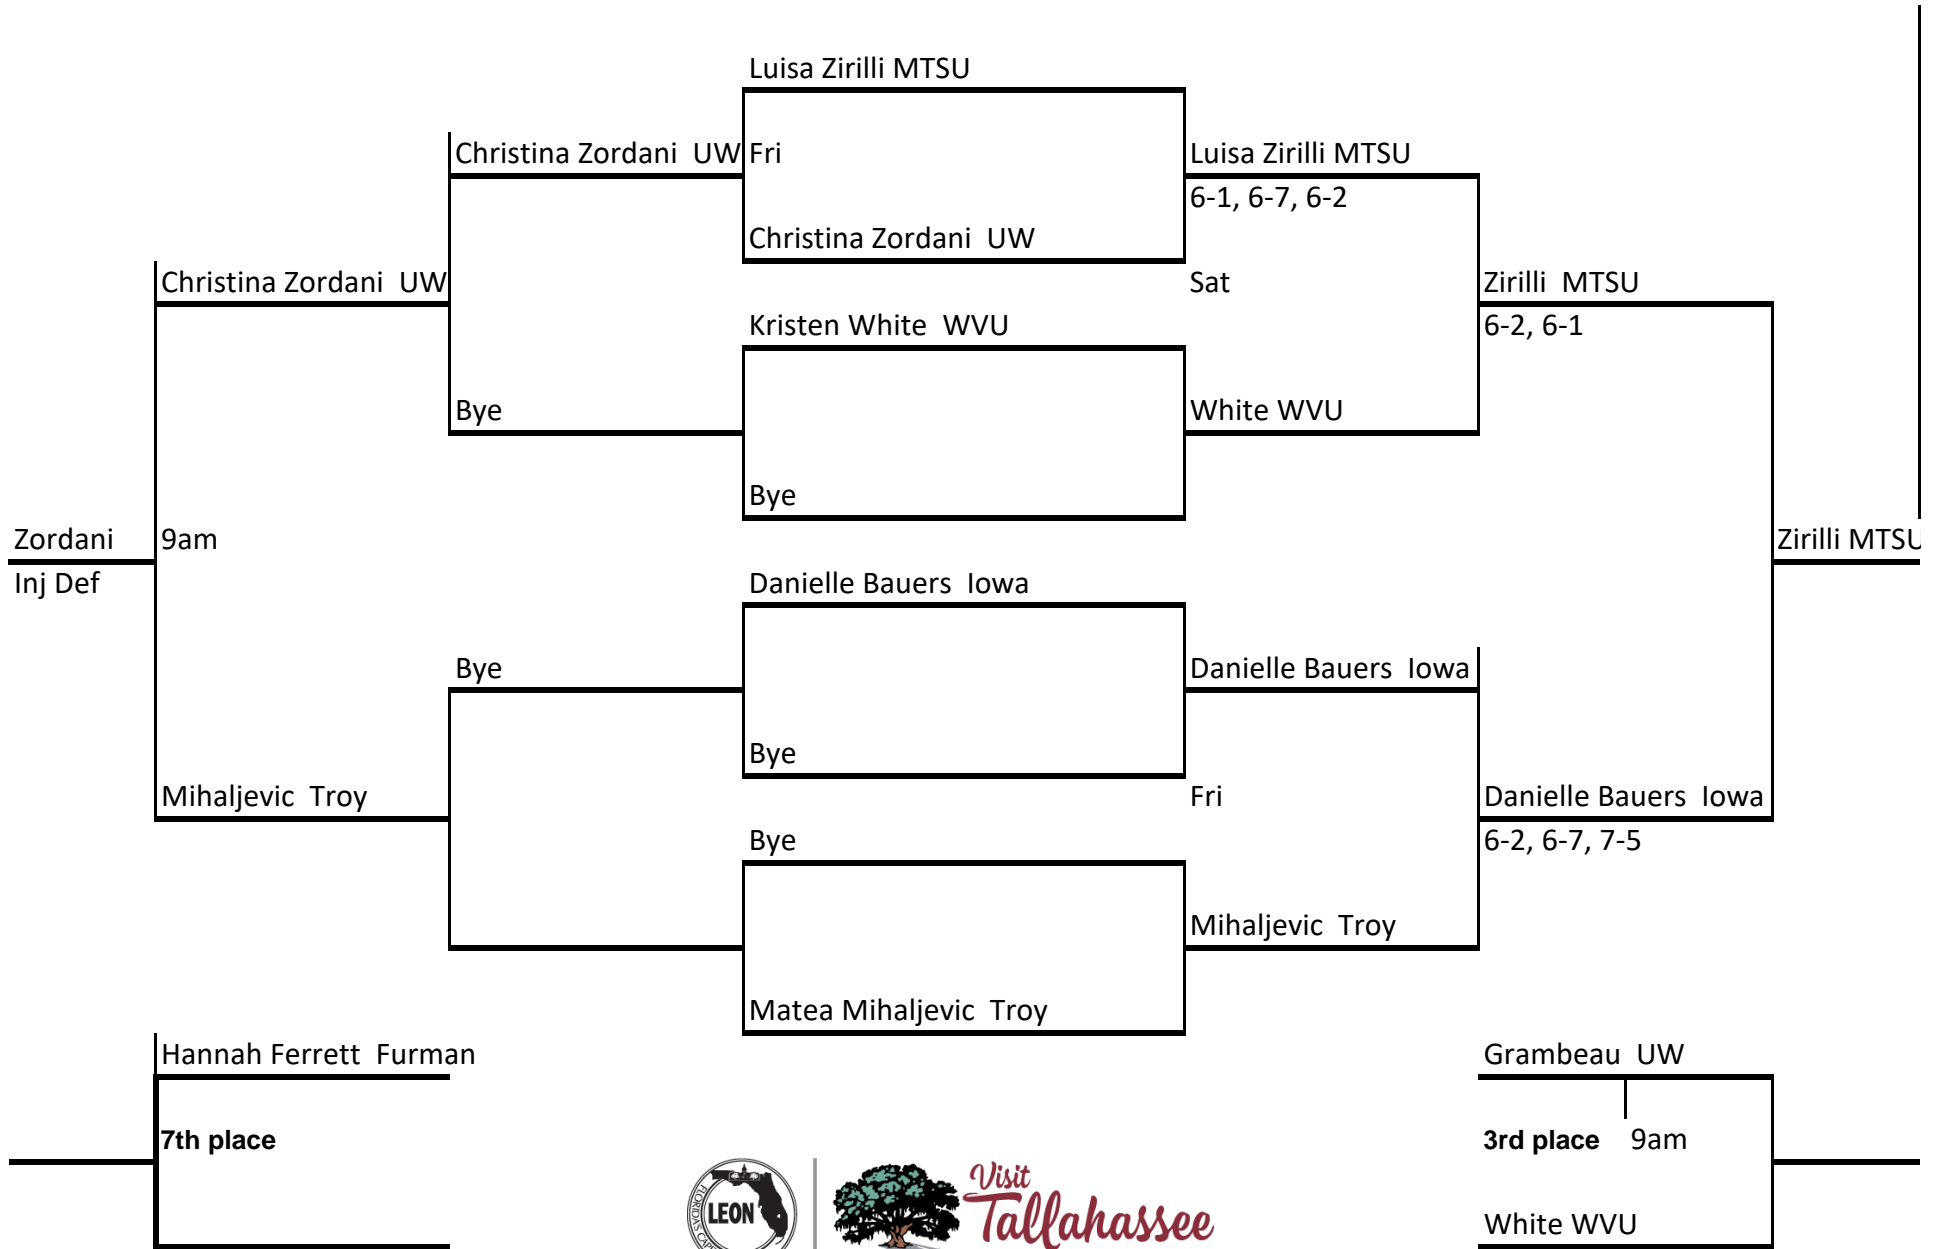 Luisa Zirilli MTSU
Christina Zordani  UW
Fri
Luisa Zirilli MTSU
6-1, 6-7, 6-2
Christina Zordani  UW
Christina Zordani  UW
Sat
Zirilli  MTSU
Kristen White  WVU
6-2, 6-1
Bye
White WVU
Bye
Zordani
9am
Zirilli MTSU
Inj Def
Danielle Bauers  Iowa
Bye
Danielle Bauers  Iowa
Bye
Mihaljevic  Troy
Fri
Danielle Bauers  Iowa
Bye
6-2, 6-7, 7-5
Mihaljevic  Troy
Matea Mihaljevic  Troy
Hannah Ferrett  Furman
Grambeau  UW
7th place
3rd place
9am
Visit
Tallahassee
LEON
White WVU